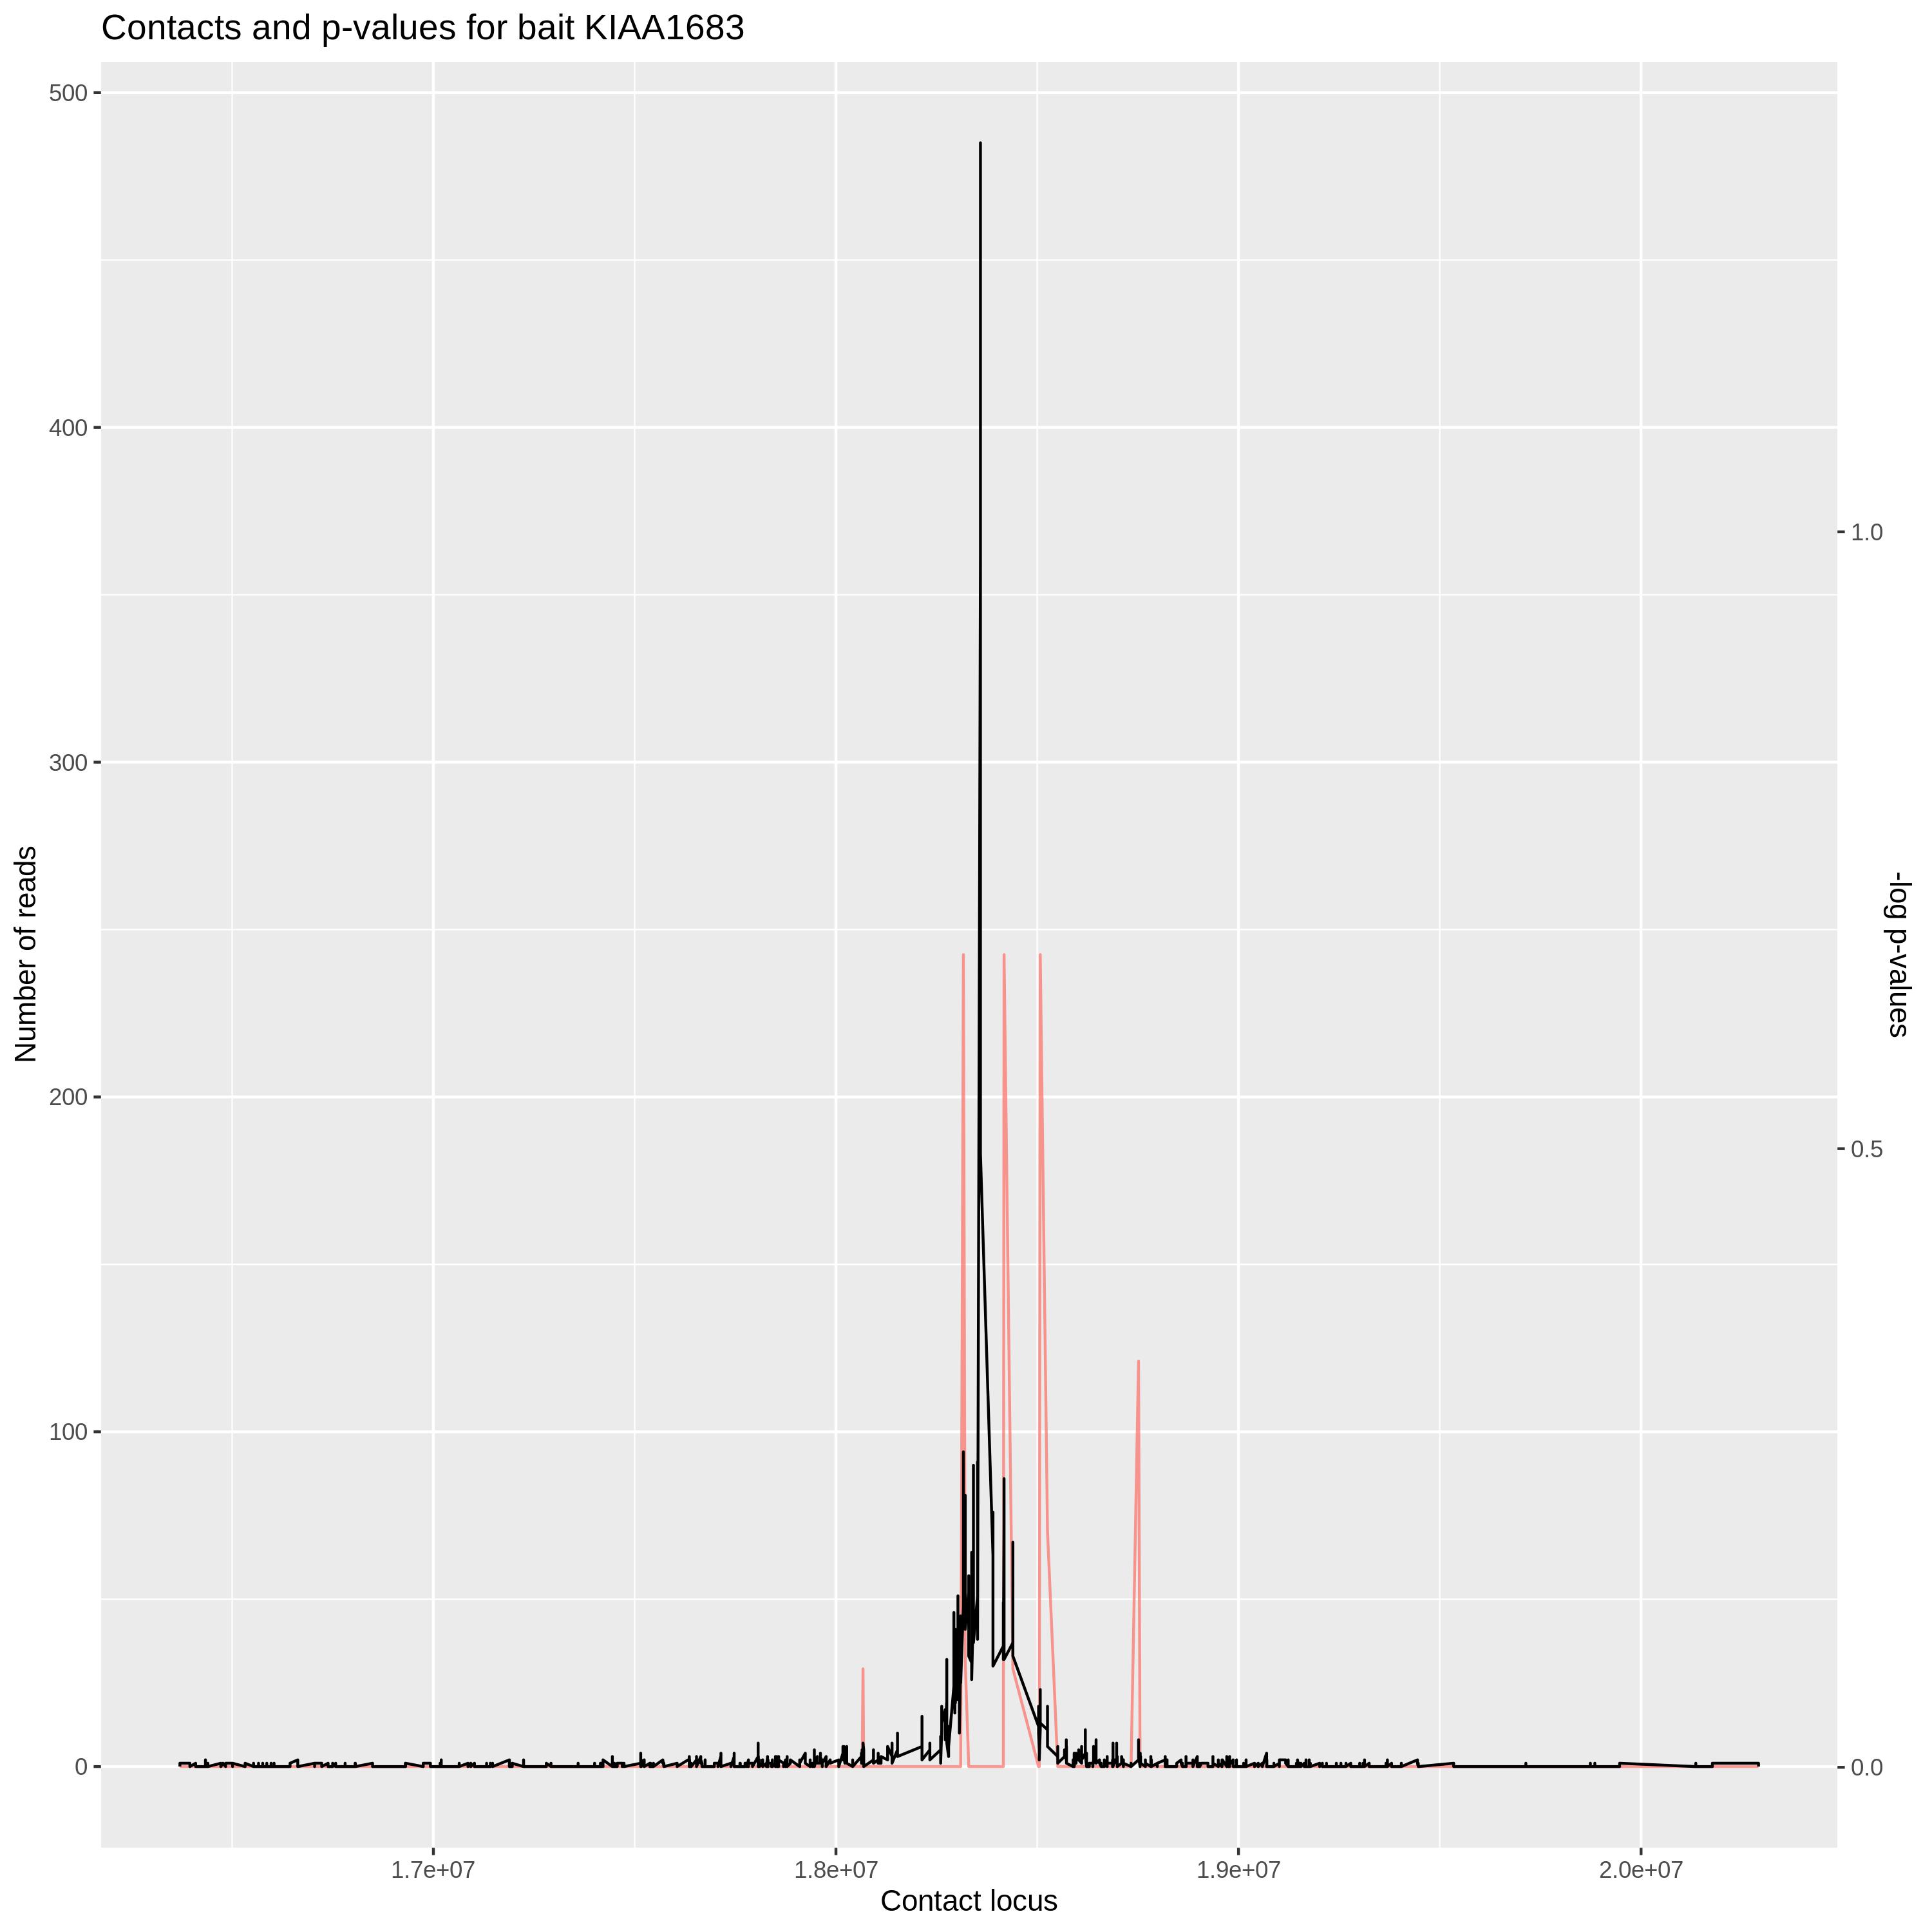 Contacts and p-values for bait KIAA1683
500
400
300
200
100
0
Number of reads
1.0
0.5
0.0
-log p-values
1.7e+07
1.8e+07
1.9e+07
2.0e+07
Contact locus